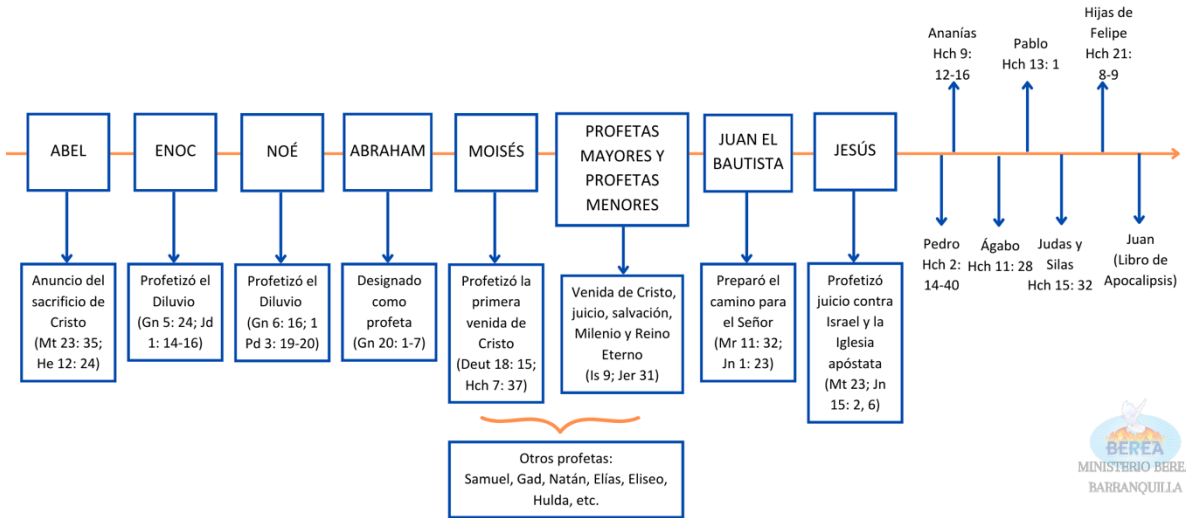 Ananías
Hch 9:
12-16
Pablo
Hch 13: 1
Hijas de
Felipe
Hch 21:
8-9
ABEL
ENOC
NOÉ
ABRAHAM
MOISÉS
PROFETAS
MAYORES Y
PROFETAS
MENORES
JUAN EL
BAUTISTA
JESÚS
Anuncio del
sacrificio de
Cristo
(Mt 23: 35;
He 12: 24)
Profetizó el
Diluvio
(Gn 5: 24; Jd
1: 14-16)
Profetizó el
Diluvio
(Gn 6: 16; 1
Pd 3: 19-20)
Designado
como
profeta
(Gn 20: 1-7)
Profetizó la
primera
venida de
Cristo
(Deut 18: 15;
Hch 7: 37)
Venida de Cristo,
juicio, salvación,
Milenio y Reino
Eterno
(Is 9; Jer 31)
Preparó el
camino para
el Señor
(Mr 11: 32;
Jn 1: 23)
Profetizó
juicio contra
Israel y la
Iglesia
apóstata
(Mt 23; Jn
15: 2, 6)
Pedro
Hch 2:
14-40
Ágabo
Hch 11: 28
Judas y
Silas
Hch 15: 32
Juan
(Libro de
Apocalipsis)
Otros profetas:
Samuel, Gad, Natán, Elías, Eliseo,
Hulda, etc.
BEREA
MINISTERIO BERE
BARRANQUILLA